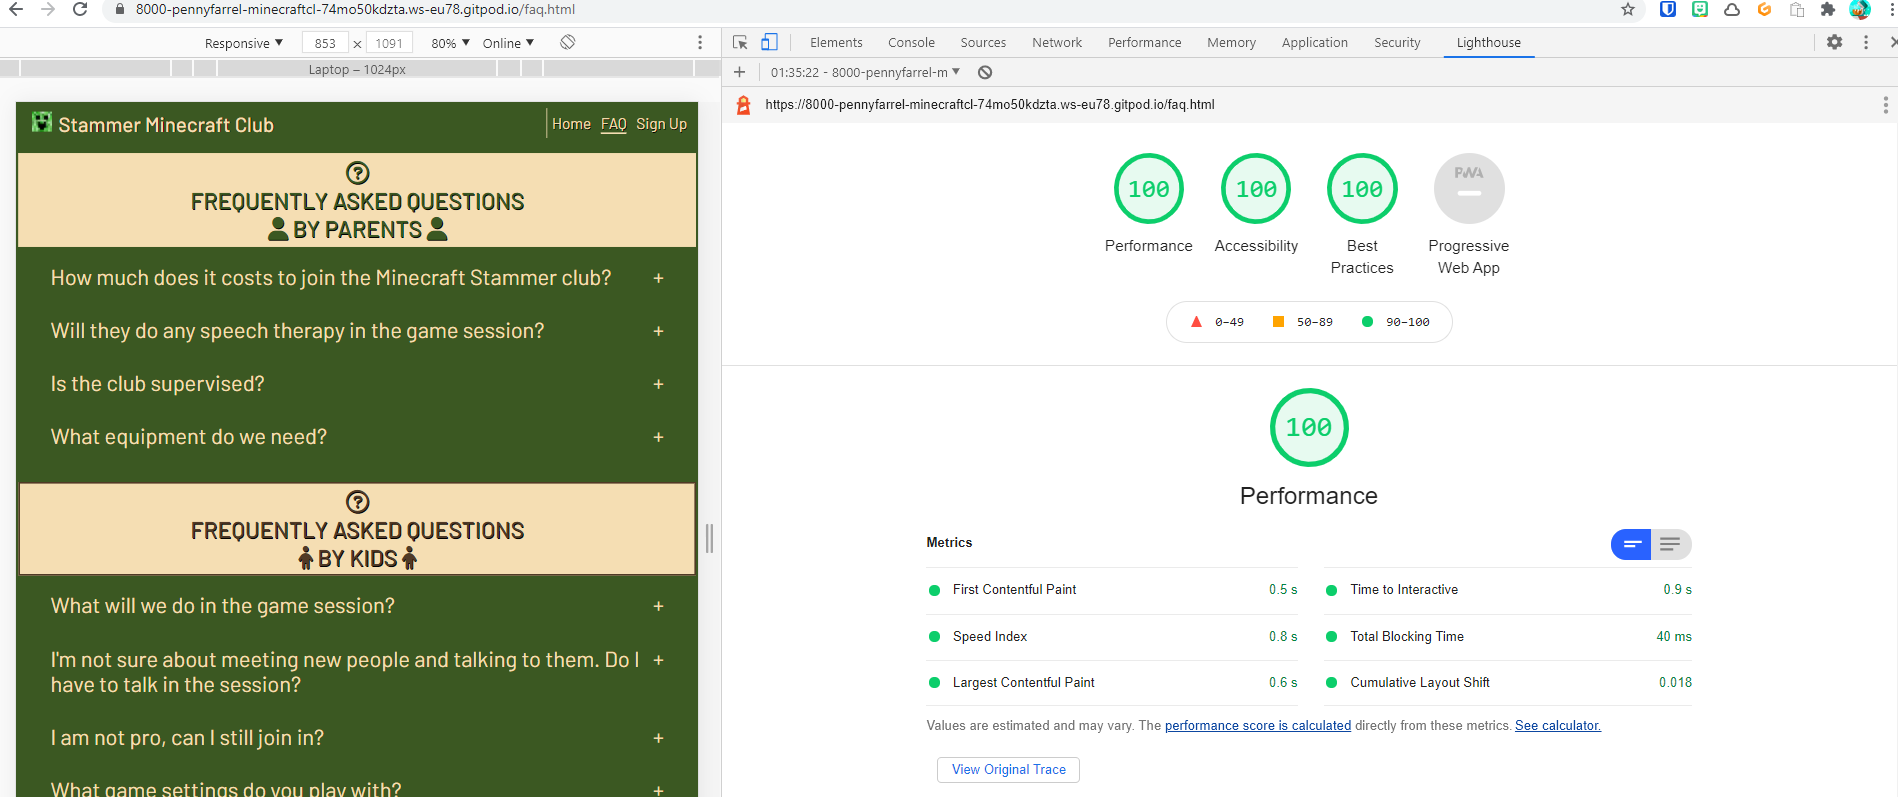 8000-pennyfarrel-minecraftcl-74mo50kdzta.ws-eu78.gitpod.io/faq.html
Responsive ▼ 853 × 1091 80% ▼ Online ▼
Laptop – 1024px
Stammer Minecraft Club
Home FAQ Sign Up
FREQUENTLY ASKED QUESTIONS
BY PARENTS
How much does it costs to join the Minecraft Stammer club? +
Will they do any speech therapy in the game session? +
Is the club supervised? +
What equipment do we need? +
FREQUENTLY ASKED QUESTIONS
BY KIDS
What will we do in the game session? +
I'm not sure about meeting new people and talking to them. Do I +
have to talk in the session?
I am not pro, can I still join in? +
What game settings do you play with? +
Elements Console Sources Network Performance Memory Application Security Lighthouse
+ 01:35:22 - 8000-pennyfarrel-m ▼
https://8000-pennyfarrel-minecraftcl-74mo50kdzta.ws-eu78.gitpod.io/faq.html
100 100 100 PWA
Performance Accessibility Best Practices Progressive Web App
0–49 50–89 90–100
100
Performance
Metrics
First Contentful Paint 0.5 s
Time to Interactive 0.9 s
Speed Index 0.8 s
Total Blocking Time 40 ms
Largest Contentful Paint 0.6 s
Cumulative Layout Shift 0.018
Values are estimated and may vary. The performance score is calculated directly from these metrics. See calculator.
View Original Trace